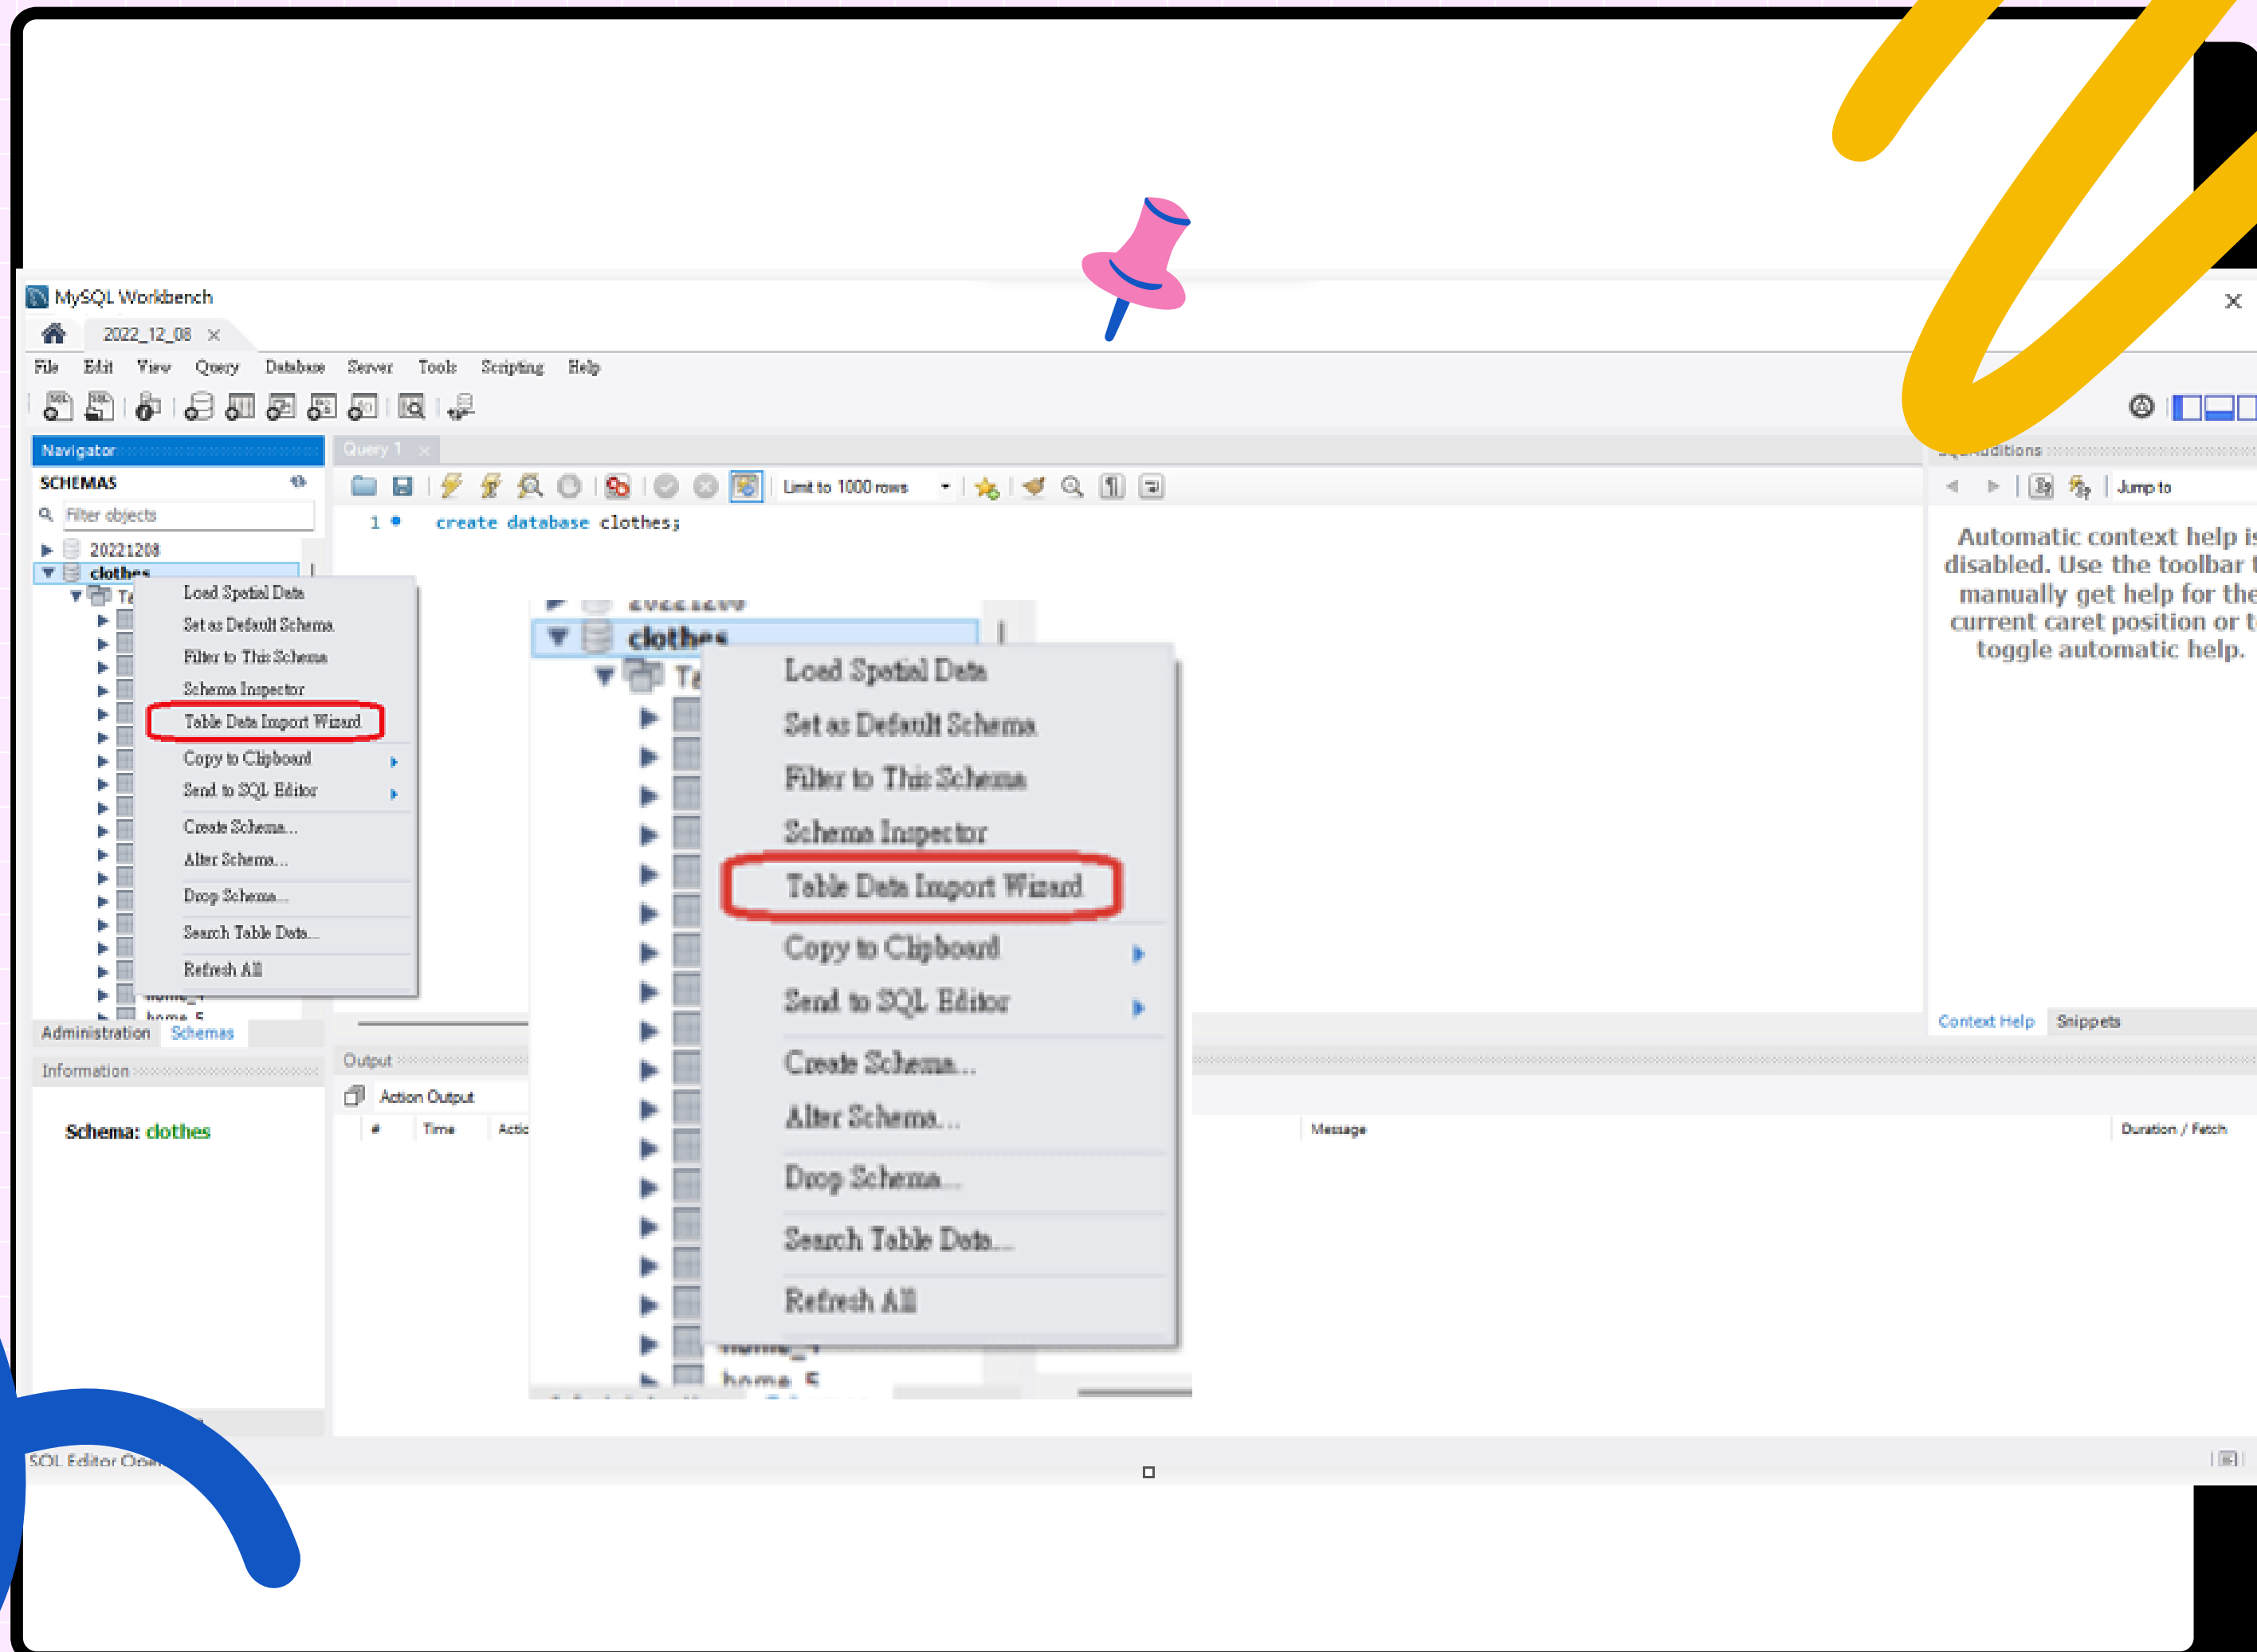 MySQL Workbench
2022_12_08
File Edit View Query Database Server Tools Scripting Help
Navigator
SCHEMAS
Filter objects
20221208
clothes
Load Spatial Data
Set as Default Schema
Filter to This Schema
Schema Inspector
Table Data Import Wizard
Copy to Clipboard
Send to SQL Editor
Create Schema...
Alter Schema...
Drop Schema...
Search Table Data...
Refresh All
home_5
Administration Schemas
Information
Schema: clothes
SQL Editor
Query 1
Limit to 1000 rows
1 create database clothes;
clothes
Load Spatial Data
Set as Default Schema
Filter to This Schema
Schema Inspector
Table Data Import Wizard
Copy to Clipboard
Send to SQL Editor
Create Schema...
Alter Schema...
Drop Schema...
Search Table Data...
Refresh All
home_5
Output
Action Output
# Time Message Duration / Fetch
Jump to
Automatic context help is
disabled. Use the toolbar
manually get help for the
current caret position or
toggle automatic help.
Context Help Snippets